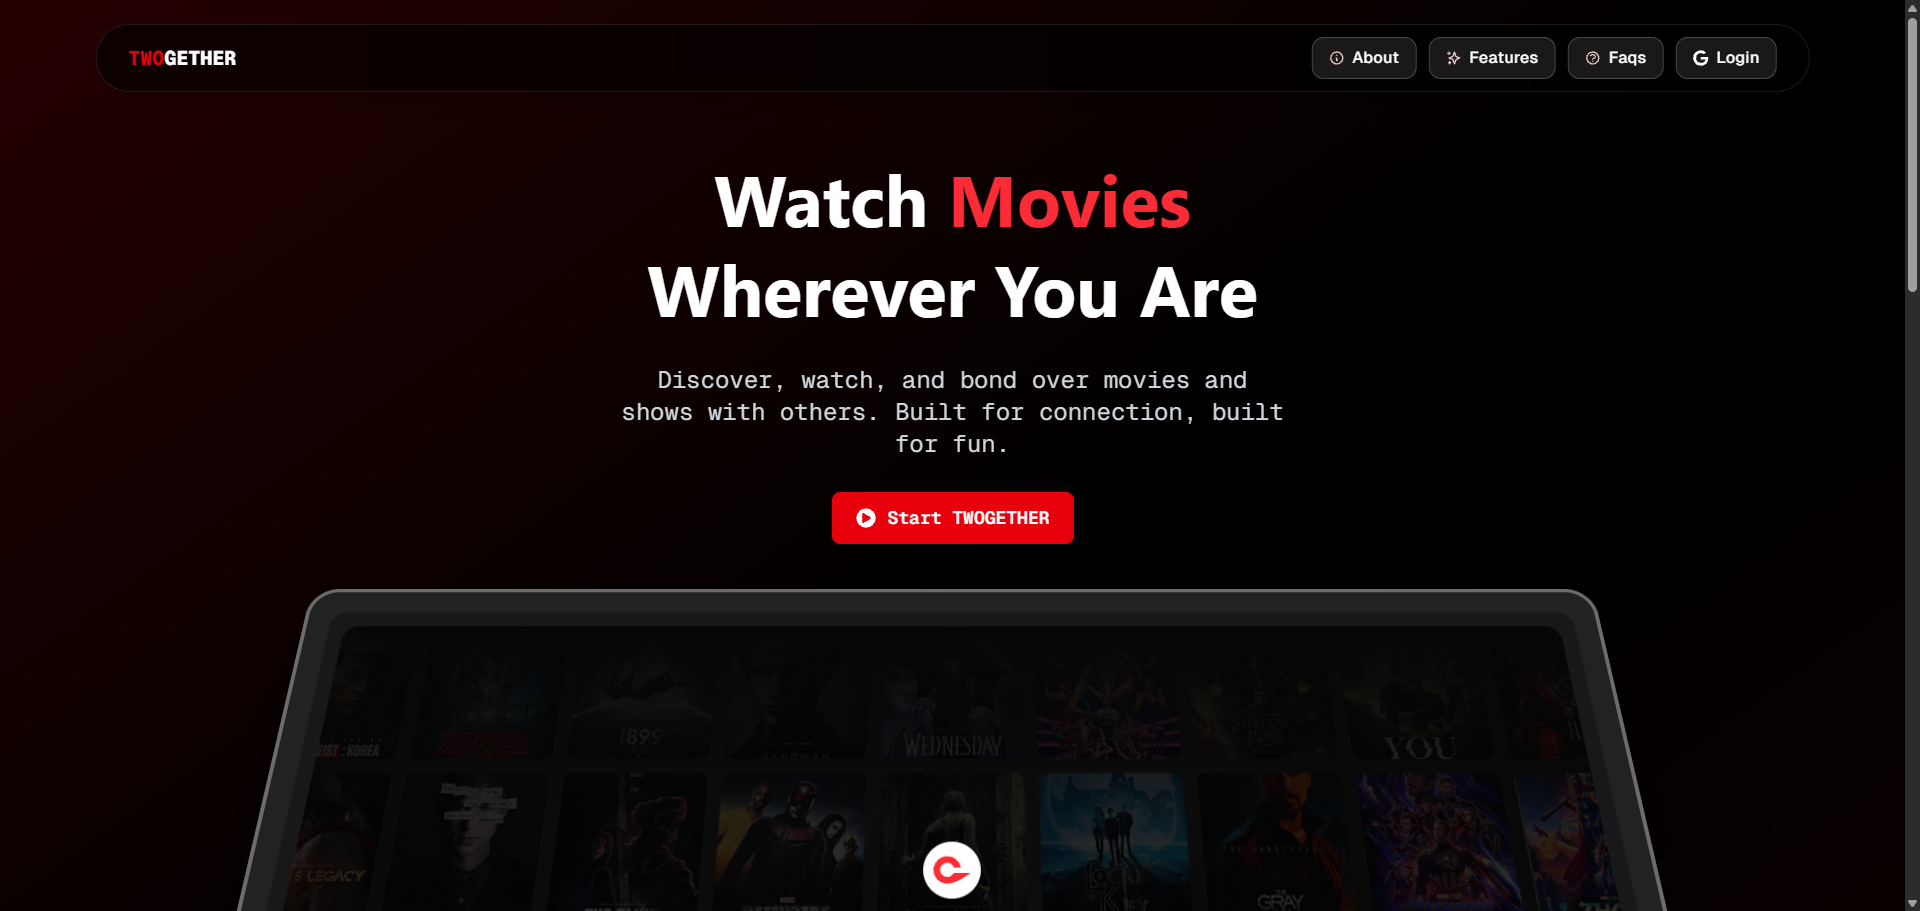 TWOGETHER
About
Features
Faqs
Login
Watch Movies
Wherever You Are
Discover, watch, and bond over movies and
shows with others. Built for connection, built
for fun.
Start TWOGETHER
EIST : KOREA
1899
WEDNESDAY
YOU
S LEGACY
LOCKE
KEY
THE
GRAY